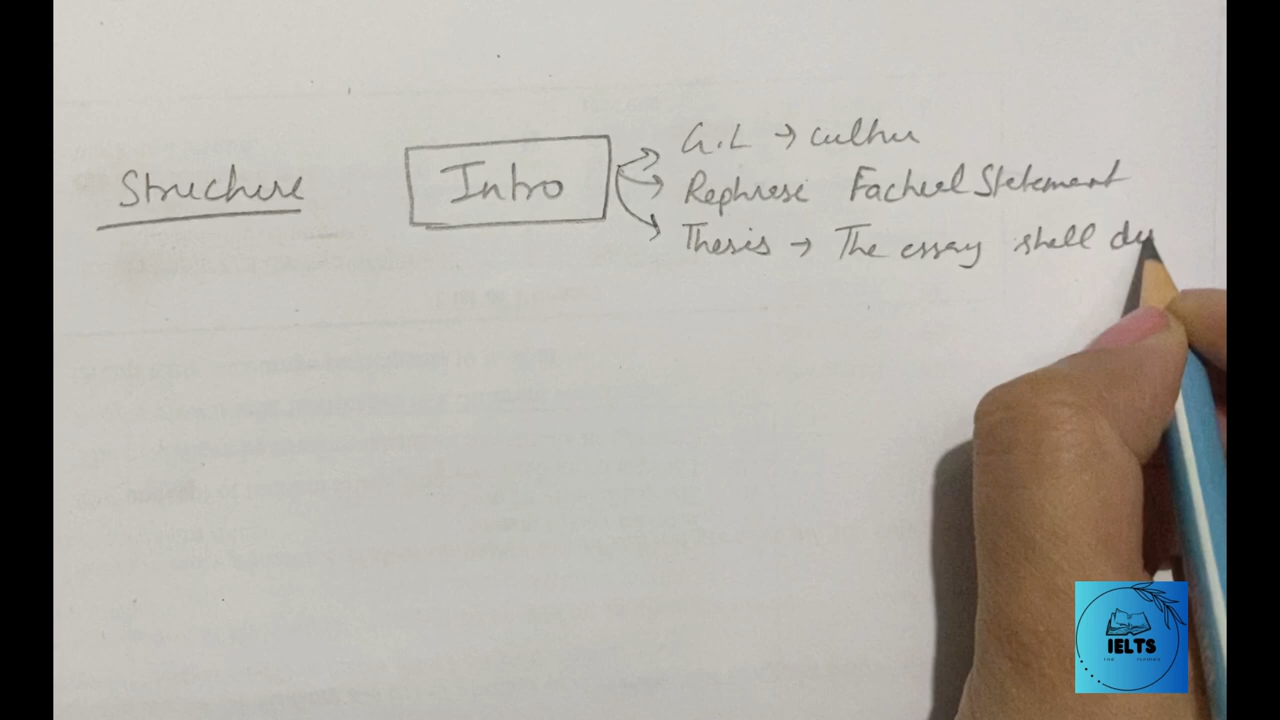 Structure
Intro
G.L → culture
Rephrase Factual Statement
Thesis → The essay shall
IELTS